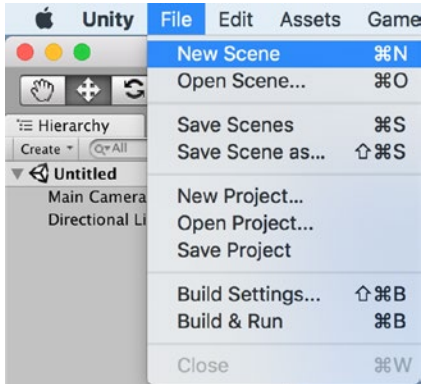 Unity File Edit Assets Game
New Scene ⌘N
Open Scene... ⌘O
Hierarchy
Save Scenes ⌘S
Create All
Save Scene as... ⇧⌘S
Untitled
Main Camera
New Project...
Directional Li
Open Project...
Save Project
Build Settings... ⇧⌘B
Build & Run ⌘B
Close ⌘W